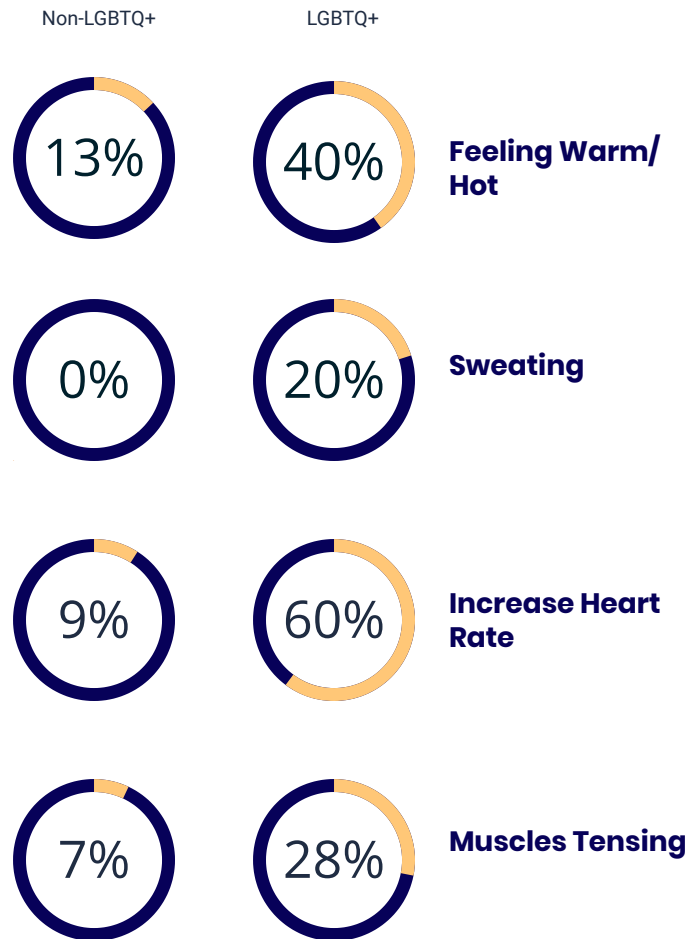 Non-LGBTQ+ LGBTQ+
13% 40% Feeling Warm/
Hot
0% 20% Sweating
9% 60% Increase Heart
Rate
7% 28% Muscles Tensing